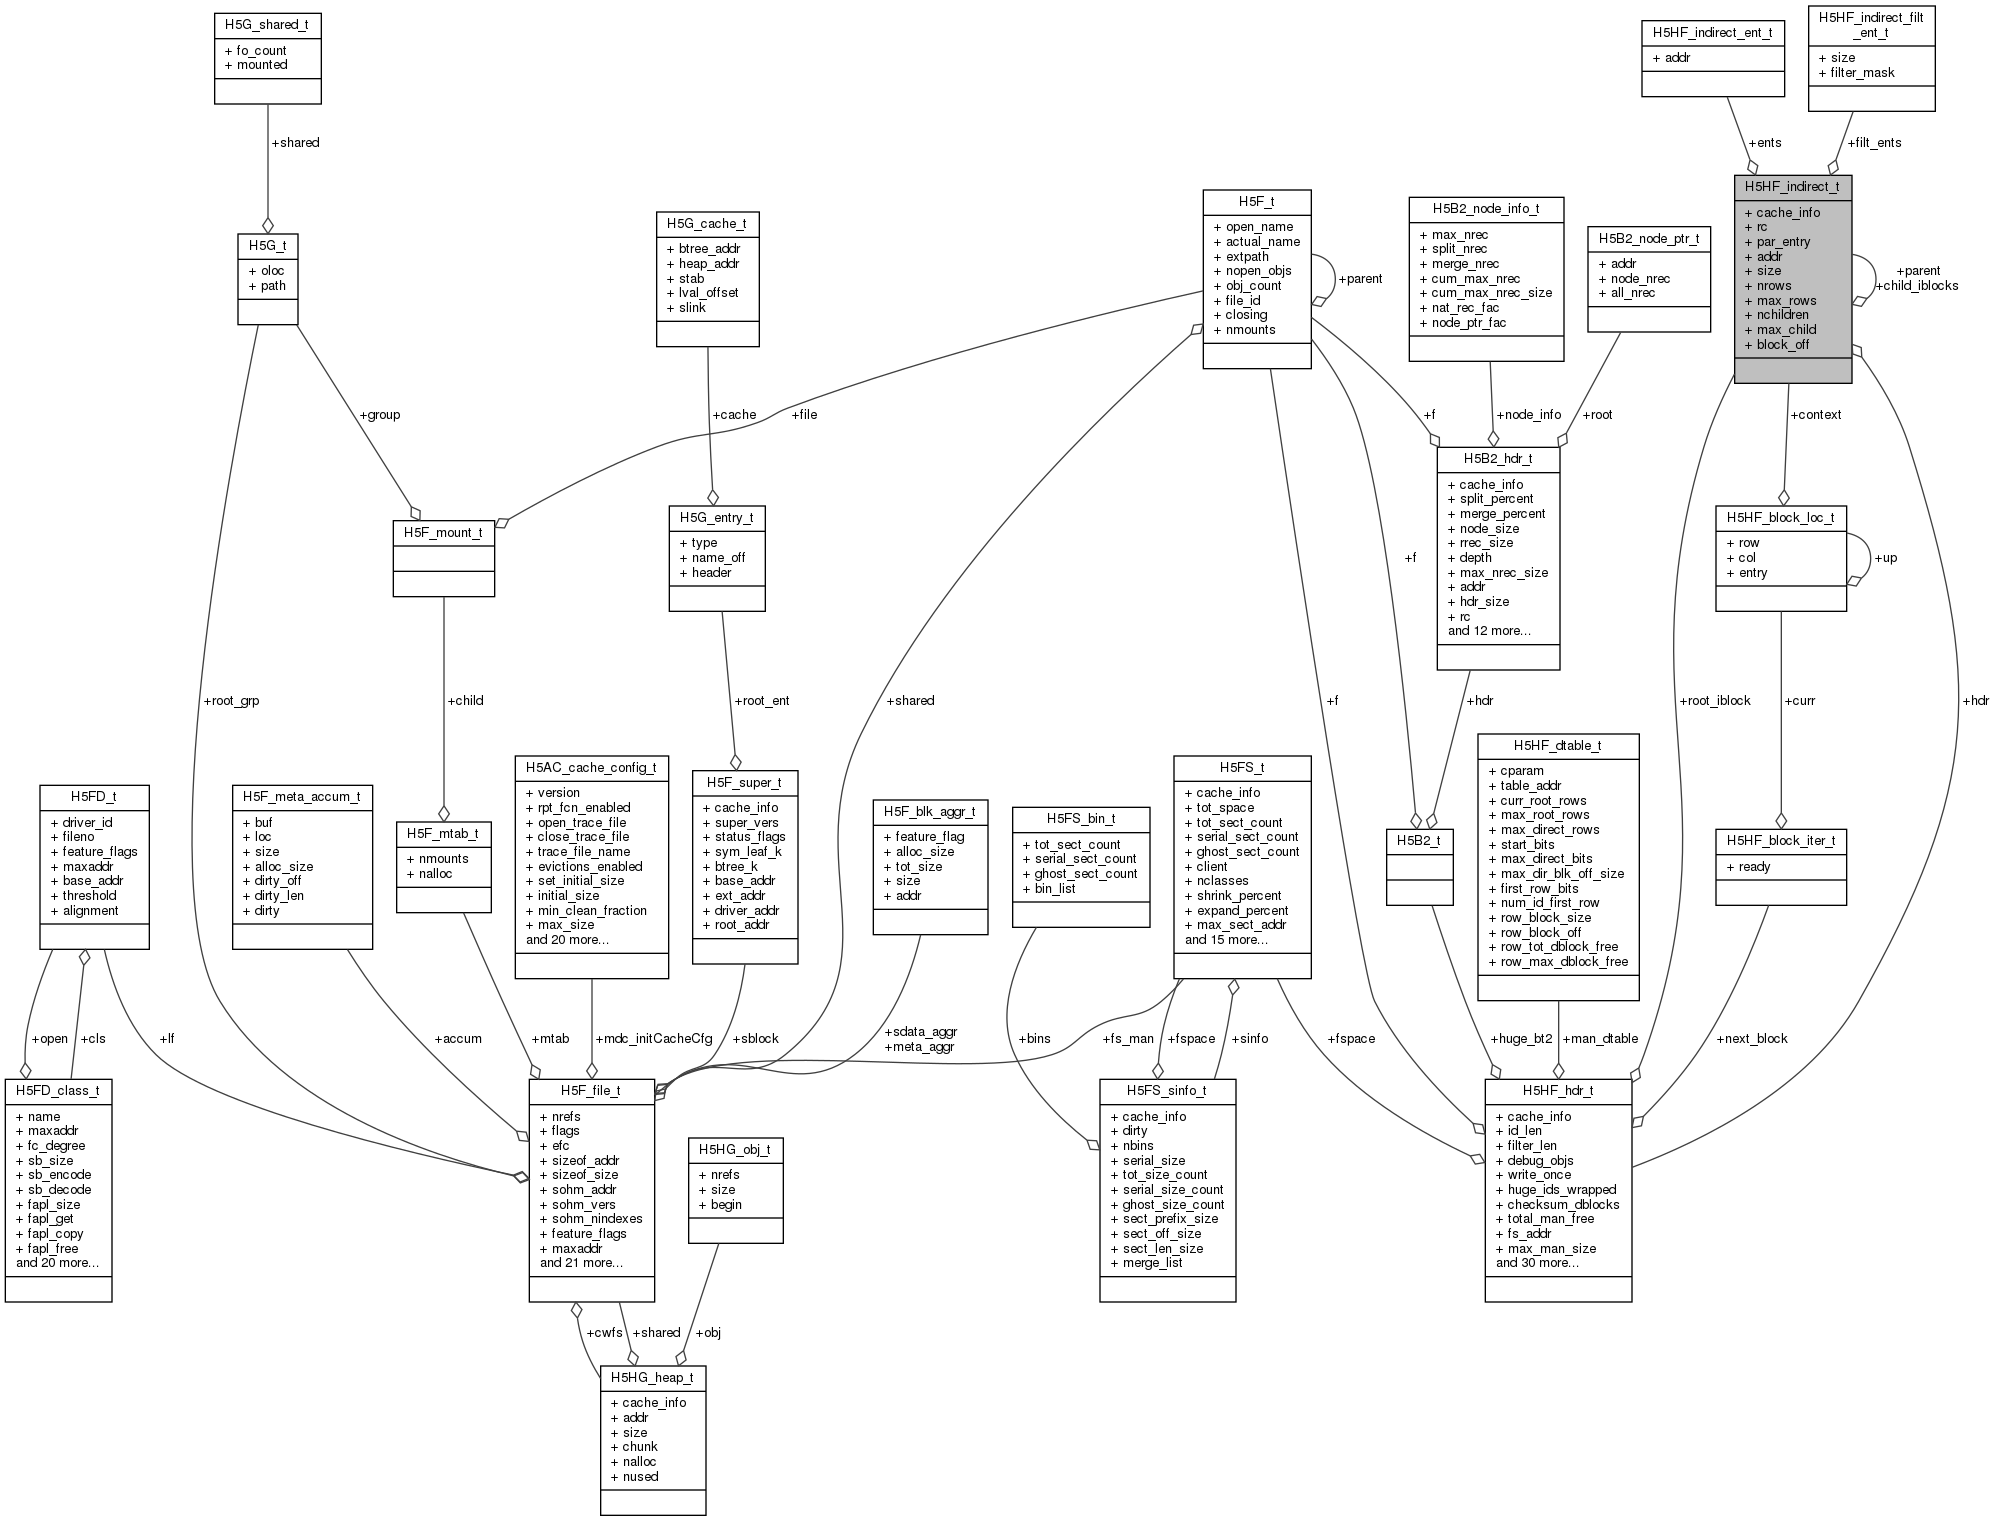 H5G_shared_t
+ fo_count
+ mounted
H5HF_indirect_ent_t
+ addr
H5HF_indirect_filt
_ent_t
+ size
+ filter_mask
+shared
+ents
+filt_ents
H5G_t
+ oloc
+ path
H5G_cache_t
+ btree_addr
+ heap_addr
+ stab
+ lval_offset
+ slink
H5F_t
+ open_name
+ actual_name
+ extpath
+ nopen_objs
+ obj_count
+ file_id
+ closing
+ nmounts
+parent
H5B2_node_info_t
+ max_nrec
+ split_nrec
+ merge_nrec
+ cum_max_nrec
+ cum_max_nrec_size
+ nat_rec_fac
+ node_ptr_fac
H5B2_node_ptr_t
+ addr
+ node_nrec
+ all_nrec
H5HF_indirect_t
+ cache_info
+ rc
+ par_entry
+ addr
+ size
+ nrows
+ max_rows
+ nchildren
+ max_child
+ block_off
+parent
+child_iblocks
+group
+cache
+file
+f
+node_info
+root
+context
H5F_mount_t
H5G_entry_t
+ type
+ name_off
+ header
+f
H5B2_hdr_t
+ cache_info
+ split_percent
+ merge_percent
+ node_size
+ rrec_size
+ depth
+ max_nrec_size
+ addr
+ hdr_size
+ rc
and 12 more...
H5HF_block_loc_t
+ row
+ col
+ entry
+up
+root_grp
+child
+root_ent
+shared
+f
+hdr
+root_iblock
+curr
+hdr
H5FD_t
+ driver_id
+ fileno
+ feature_flags
+ maxaddr
+ base_addr
+ threshold
+ alignment
H5F_meta_accum_t
+ buf
+ loc
+ size
+ alloc_size
+ dirty_off
+ dirty_len
+ dirty
H5F_mtab_t
+ nmounts
+ nalloc
H5AC_cache_config_t
+ version
+ rpt_fcn_enabled
+ open_trace_file
+ close_trace_file
+ trace_file_name
+ evictions_enabled
+ set_initial_size
+ initial_size
+ min_clean_fraction
+ max_size
and 20 more...
H5F_super_t
+ cache_info
+ super_vers
+ status_flags
+ sym_leaf_k
+ btree_k
+ base_addr
+ ext_addr
+ driver_addr
+ root_addr
H5F_blk_aggr_t
+ feature_flag
+ alloc_size
+ tot_size
+ size
+ addr
H5FS_bin_t
+ tot_sect_count
+ serial_sect_count
+ ghost_sect_count
+ bin_list
H5FS_t
+ cache_info
+ tot_space
+ tot_sect_count
+ serial_sect_count
+ ghost_sect_count
+ client
+ nclasses
+ shrink_percent
+ expand_percent
+ max_sect_addr
and 15 more...
H5B2_t
H5HF_dtable_t
+ cparam
+ table_addr
+ curr_root_rows
+ max_root_rows
+ max_direct_rows
+ start_bits
+ max_direct_bits
+ max_dir_blk_off_size
+ first_row_bits
+ num_id_first_row
+ row_block_size
+ row_block_off
+ row_tot_dblock_free
+ row_max_dblock_free
H5HF_block_iter_t
+ ready
+open
+cls
+lf
+accum
+mtab
+mdc_initCacheCfg
+sblock
+sdata_aggr
+meta_aggr
+bins
+fs_man
+fspace
+sinfo
+fspace
+huge_bt2
+man_dtable
+next_block
H5FD_class_t
+ name
+ maxaddr
+ fc_degree
+ sb_size
+ sb_encode
+ sb_decode
+ fapl_size
+ fapl_get
+ fapl_copy
+ fapl_free
and 20 more...
H5F_file_t
+ nrefs
+ flags
+ efc
+ sizeof_addr
+ sizeof_size
+ sohm_addr
+ sohm_vers
+ sohm_nindexes
+ feature_flags
+ maxaddr
and 21 more...
H5HG_obj_t
+ nrefs
+ size
+ begin
H5FS_sinfo_t
+ cache_info
+ dirty
+ nbins
+ serial_size
+ tot_size_count
+ serial_size_count
+ ghost_size_count
+ sect_prefix_size
+ sect_off_size
+ sect_len_size
+ merge_list
H5HF_hdr_t
+ cache_info
+ id_len
+ filter_len
+ debug_objs
+ write_once
+ huge_ids_wrapped
+ checksum_dblocks
+ total_man_free
+ fs_addr
+ max_man_size
and 30 more...
+cwfs
+shared
+obj
H5HG_heap_t
+ cache_info
+ addr
+ size
+ chunk
+ nalloc
+ nused